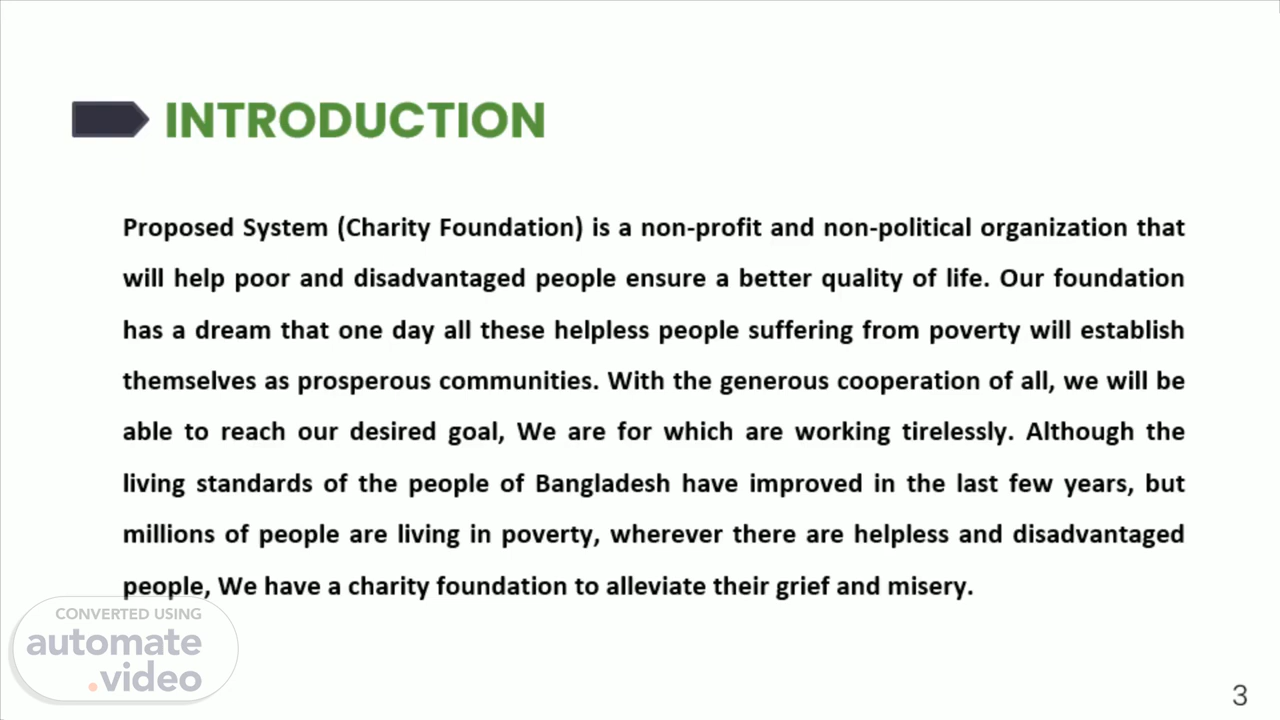 INTRODUCTION
Proposed System (Charity Foundation) is a non-profit and non-political organization that
will help poor and disadvantaged people ensure a better quality of life. Our foundation
has a dream that one day all these helpless people suffering from poverty will establish
themselves as prosperous communities. With the generous cooperation of all, we will be
able to reach our desired goal, We are for which are working tirelessly. Although the
living standards of the people of Bangladesh have improved in the last few years, but
millions of people are living in poverty, wherever there are helpless and disadvantaged
people, We have a charity foundation to alleviate their grief and misery.
CONVERTED USING
automate
.video
3